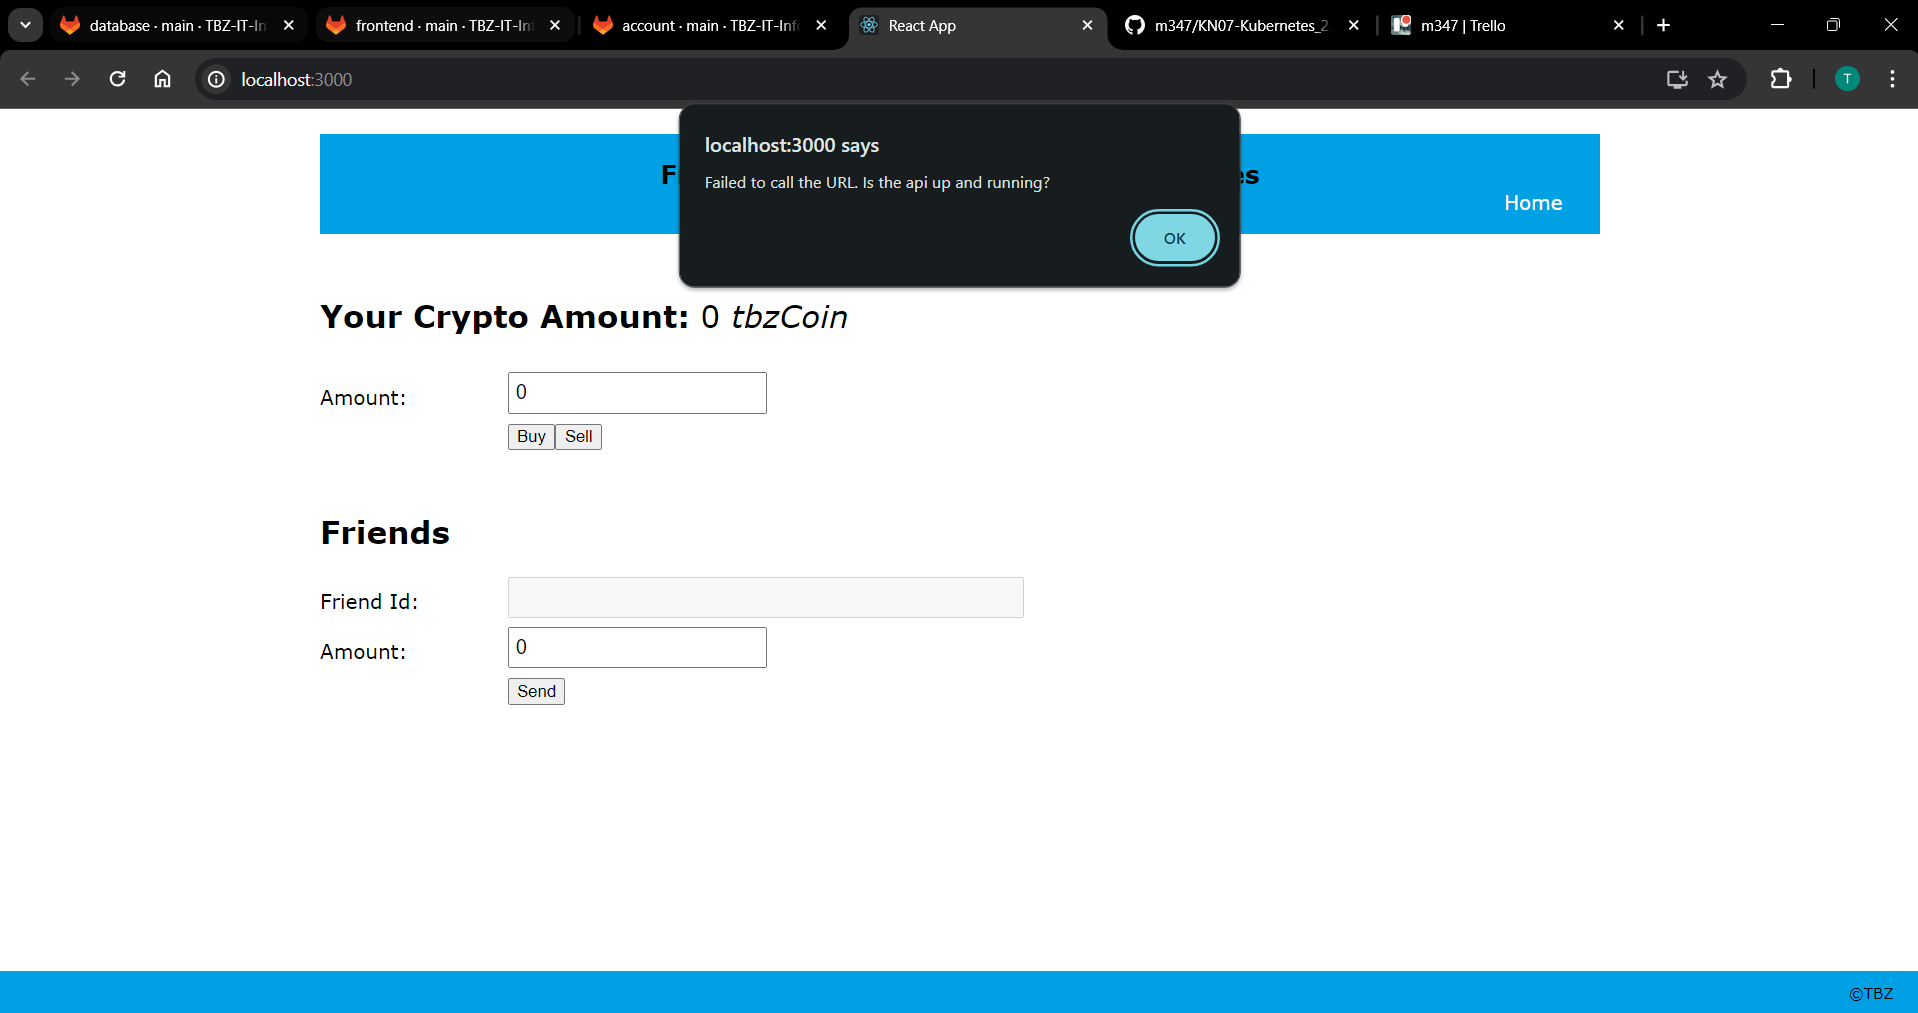 database · main · TBZ-IT-In
frontend · main · TBZ-IT-Inf
account · main · TBZ-IT-Info
React App
m347/KN07-Kubernetes_2
m347 | Trello
localhost:3000
T
localhost:3000 says
Failed to call the URL. Is the api up and running?
OK
Home
Your Crypto Amount: 0 tbzCoin
Amount:
0
Buy
Sell
Friends
Friend Id:
Amount:
0
Send
©TBZ